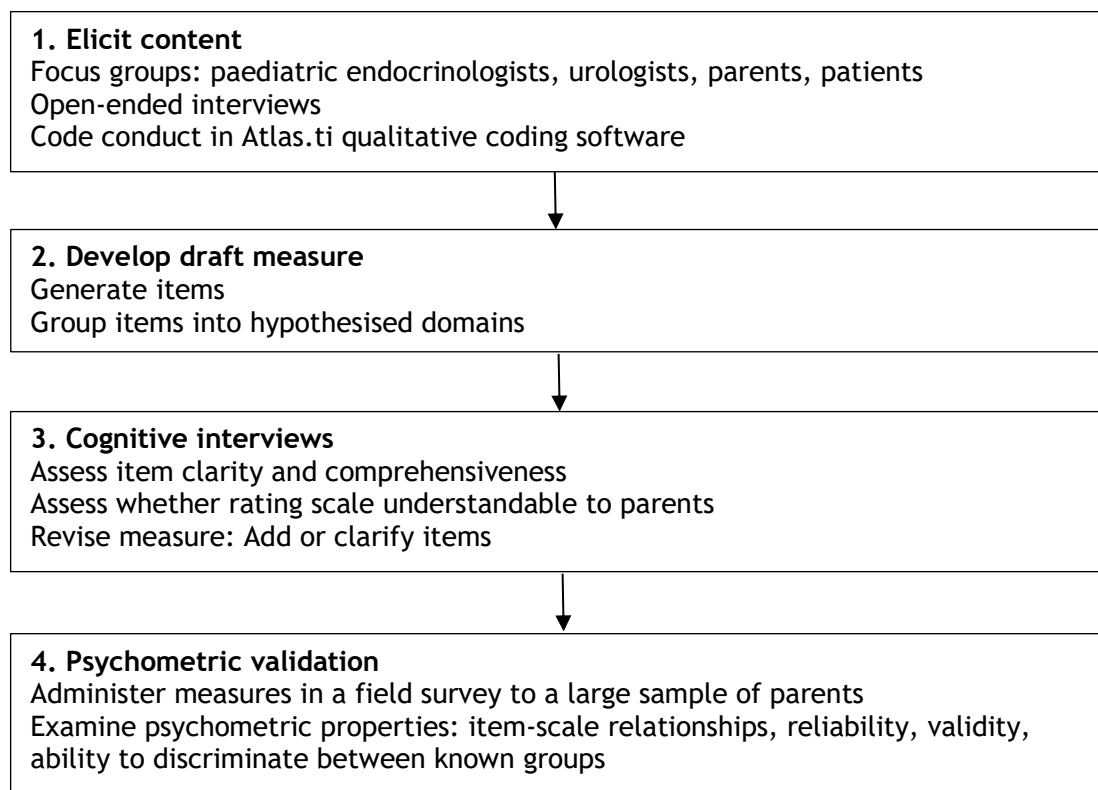 1. Elicit content
Focus groups: paediatric endocrinologists, urologists, parents, patients
Open-ended interviews
Code conduct in Atlas.ti qualitative coding software
2. Develop draft measure
Generate items
Group items into hypothesised domains
3. Cognitive interviews
Assess item clarity and comprehensiveness
Assess whether rating scale understandable to parents
Revise measure: Add or clarify items
4. Psychometric validation
Administer measures in a field survey to a large sample of parents
Examine psychometric properties: item-scale relationships, reliability, validity,
ability to discriminate between known groups